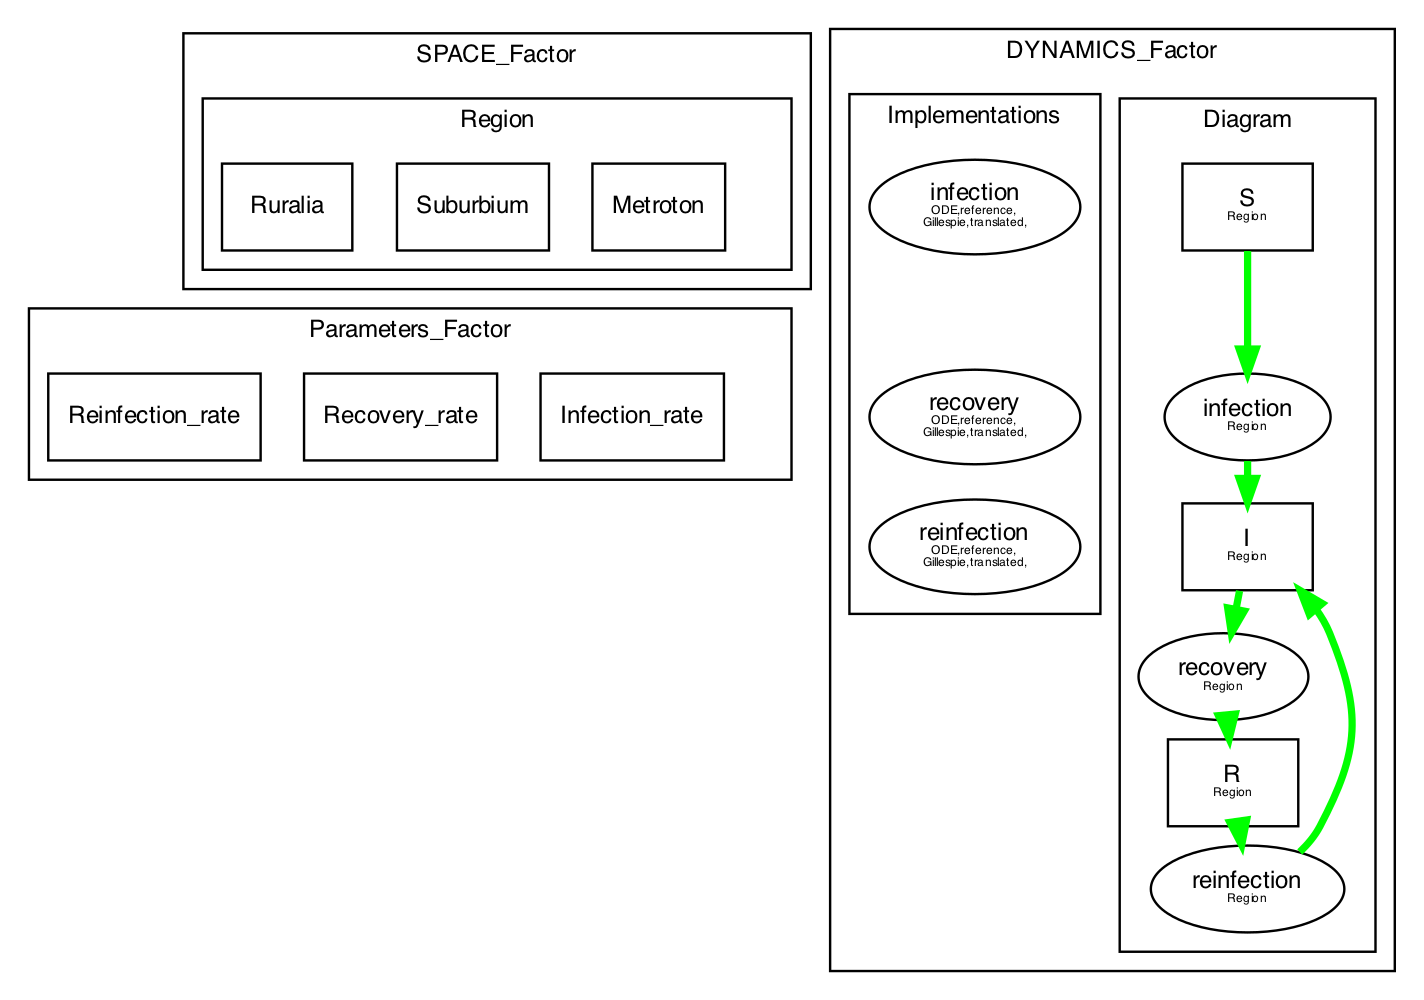 SPACE_Factor
Region
Ruralia
Suburbium
Metroton
Parameters_Factor
Reinfection_rate
Recovery_rate
Infection_rate
DYNAMICS_Factor
Implementations
infection
ODE,reference,
Gillespie,translated,
recovery
ODE,reference,
Gillespie,translated,
reinfection
ODE,reference,
Gillespie,translated,
Diagram
S
Region
infection
Region
I
Region
recovery
Region
R
Region
reinfection
Region